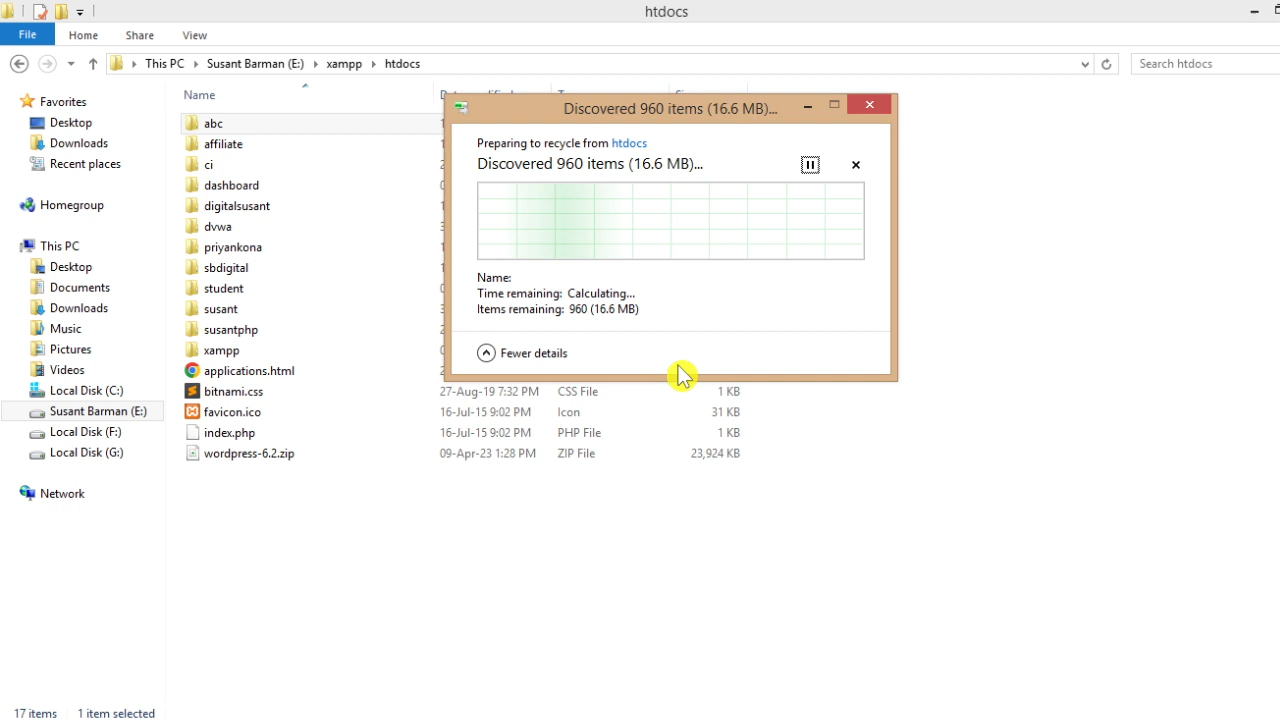 htdocs
File Home Share View
This PC Susant Barman (E:) xampp htdocs
Search htdocs
Favorites
Desktop
Downloads
Recent places
Homegroup
This PC
Desktop
Documents
Downloads
Music
Pictures
Videos
Local Disk (C:)
Susant Barman (E:)
Local Disk (F:)
Local Disk (G:)
Network
Name
abc
affiliate
ci
dashboard
digitalsusant
dvwa
priyankona
sbdigital
student
susant
susantphp
xampp
applications.html
bitnami.css 27-Aug-19 7:32 PM CSS File 1 KB
favicon.ico 16-Jul-15 9:02 PM Icon 31 KB
index.php 16-Jul-15 9:02 PM PHP File 1 KB
wordpress-6.2.zip 09-Apr-23 1:28 PM ZIP File 23,924 KB
Discovered 960 items (16.6 MB)...
Preparing to recycle from htdocs
Discovered 960 items (16.6 MB)...
Name:
Time remaining: Calculating...
Items remaining: 960 (16.6 MB)
Fewer details
17 items 1 item selected